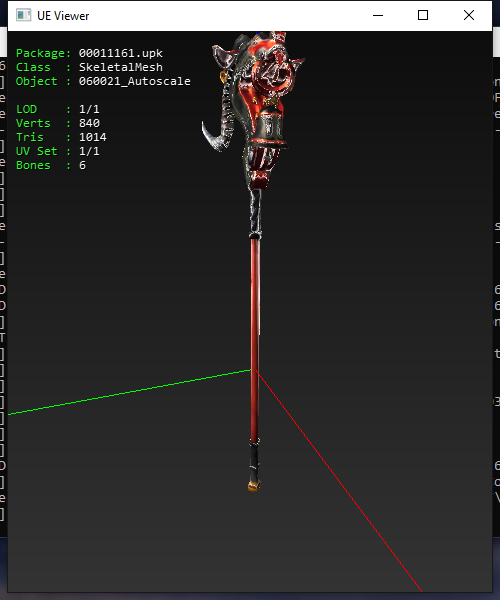 UE Viewer
Package: 00011161.upk
Class : SkeletalMesh
Object : 060021_Autoscale
LOD : 1/1
Verts : 840
Tris : 1014
UV Set : 1/1
Bones : 6